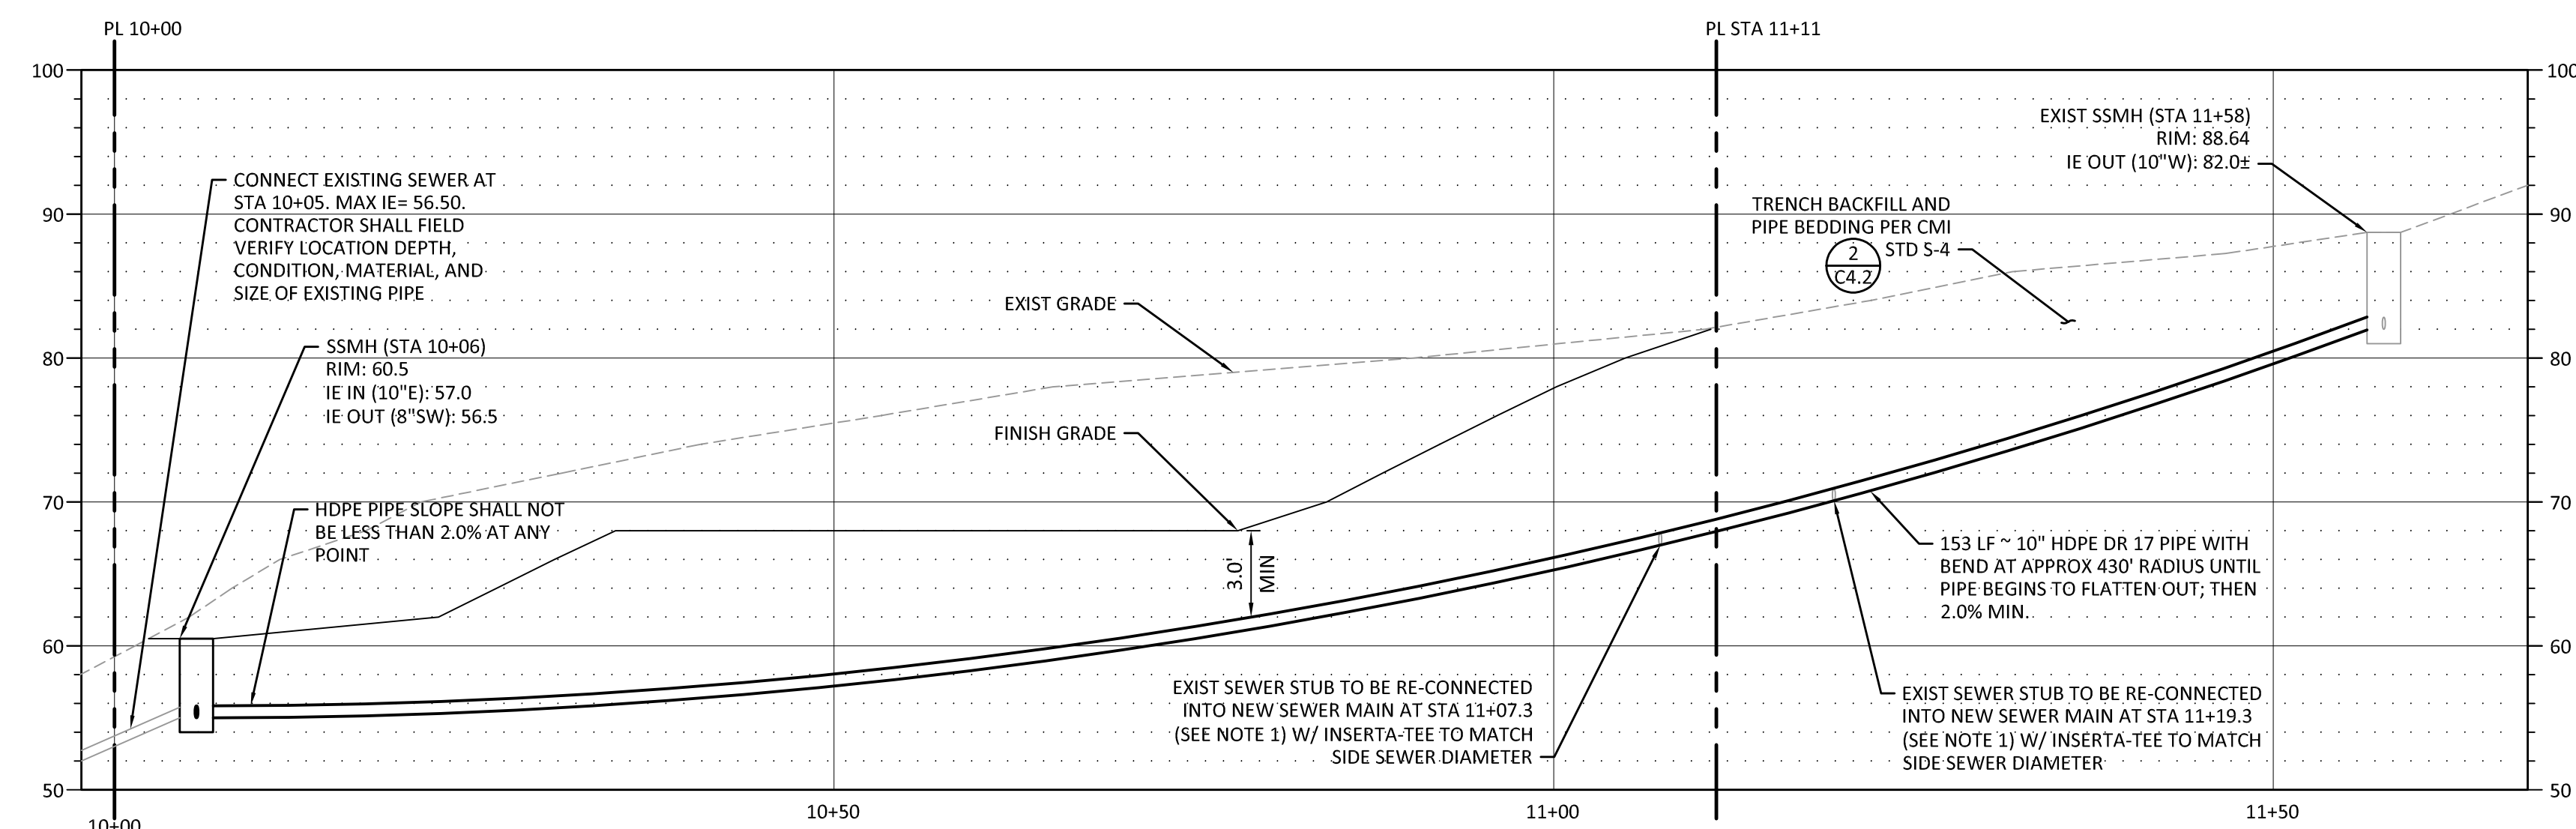 PL 10+00
PL STA 11+11
100
90
80
70
60
50
100
90
80
70
60
50
CONNECT EXISTING SEWER AT
STA 10+05. MAX IE= 56.50.
CONTRACTOR SHALL FIELD
VERIFY LOCATION DEPTH,
CONDITION, MATERIAL, AND
SIZE OF EXISTING PIPE
SSMH (STA 10+06)
RIM: 60.5
IE IN (10"E): 57.0
IE OUT (8"SW): 56.5
HDPE PIPE SLOPE SHALL NOT
BE LESS THAN 2.0% AT ANY
POINT
EXIST GRADE
FINISH GRADE
3.0'
MIN
EXIST SSMH (STA 11+58)
RIM: 88.64
IE OUT (10"W): 82.0±
TRENCH BACKFILL AND
PIPE BEDDING PER CMI
STD S-4
2
C4.2
153 LF ~ 10" HDPE DR 17 PIPE WITH
BEND AT APPROX 430' RADIUS UNTIL
PIPE BEGINS TO FLATTEN OUT; THEN
2.0% MIN.
EXIST SEWER STUB TO BE RE-CONNECTED
INTO NEW SEWER MAIN AT STA 11+07.3
(SEE NOTE 1) W/ INSERTA-TEE TO MATCH
SIDE SEWER DIAMETER
EXIST SEWER STUB TO BE RE-CONNECTED
INTO NEW SEWER MAIN AT STA 11+19.3
(SEE NOTE 1) W/ INSERTA-TEE TO MATCH
SIDE SEWER DIAMETER
10+00
10+50
11+00
11+50